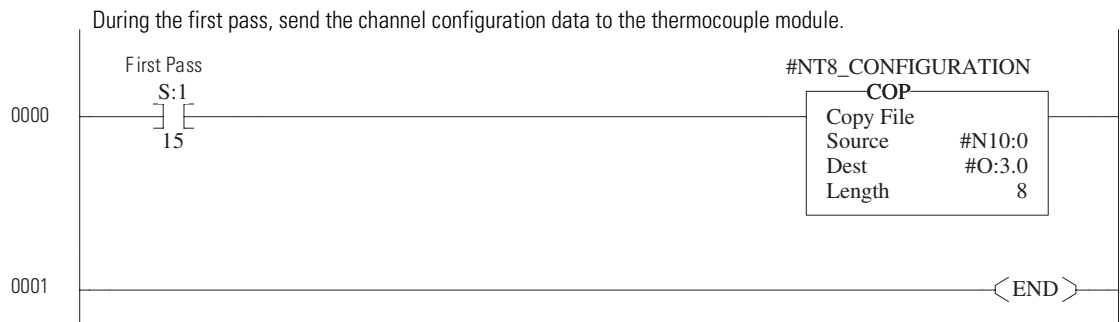 During the first pass, send the channel configuration data to the thermocouple module.
First Pass
#NT8_CONFIGURATION
S:1
COP
0000
15
Copy File
Source #N10:0
Dest #O:3.0
Length 8
0001
END